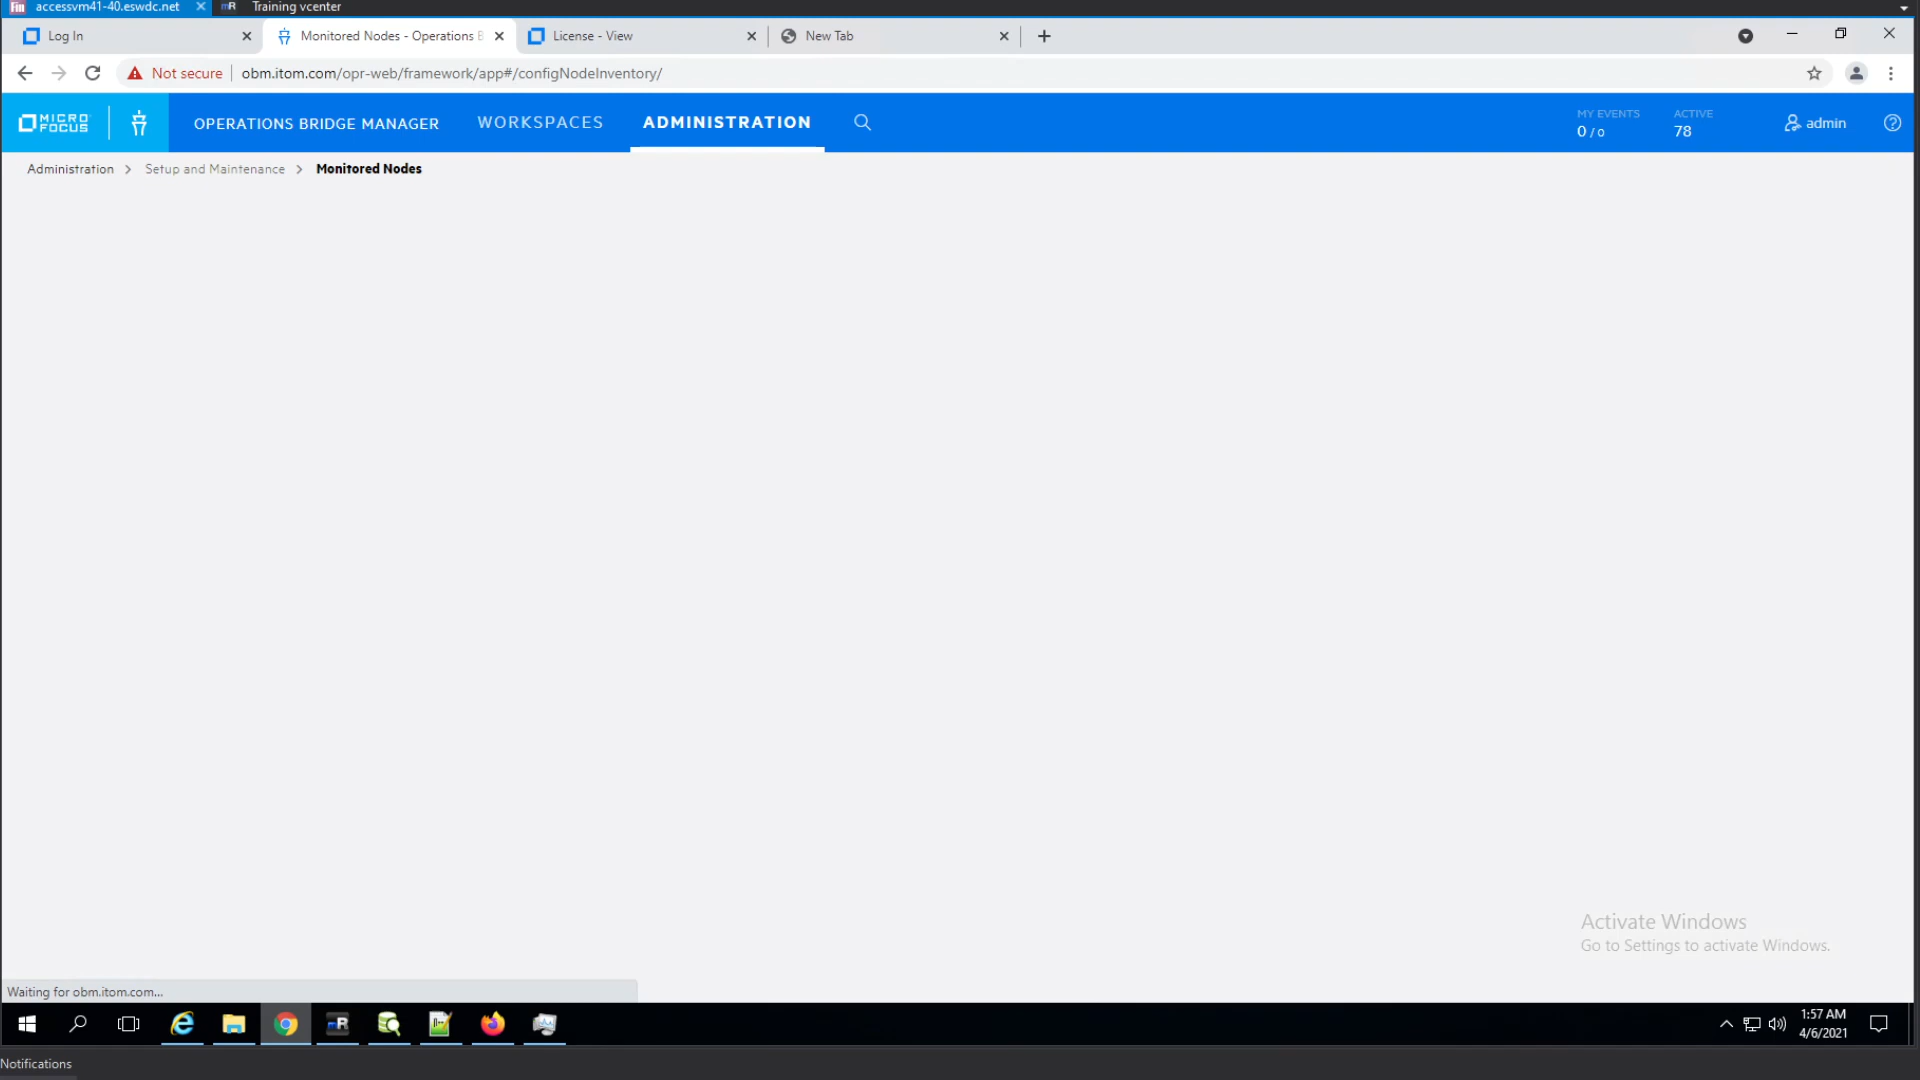 Fin accessvm41-40.eswdc.net mR Training vcenter
Log In Monitored Nodes - Operations B License - View New Tab
Not secure obm.itom.com/opr-web/framework/app#/configNodeInventory/
MICRO FOCUS OPERATIONS BRIDGE MANAGER WORKSPACES ADMINISTRATION MY EVENTS 0 / 0 ACTIVE 78 admin
Administration > Setup and Maintenance > Monitored Nodes
Activate Windows
Go to Settings to activate Windows.
Waiting for obm.itom.com...
mR 1:57 AM
4/6/2021
Notifications